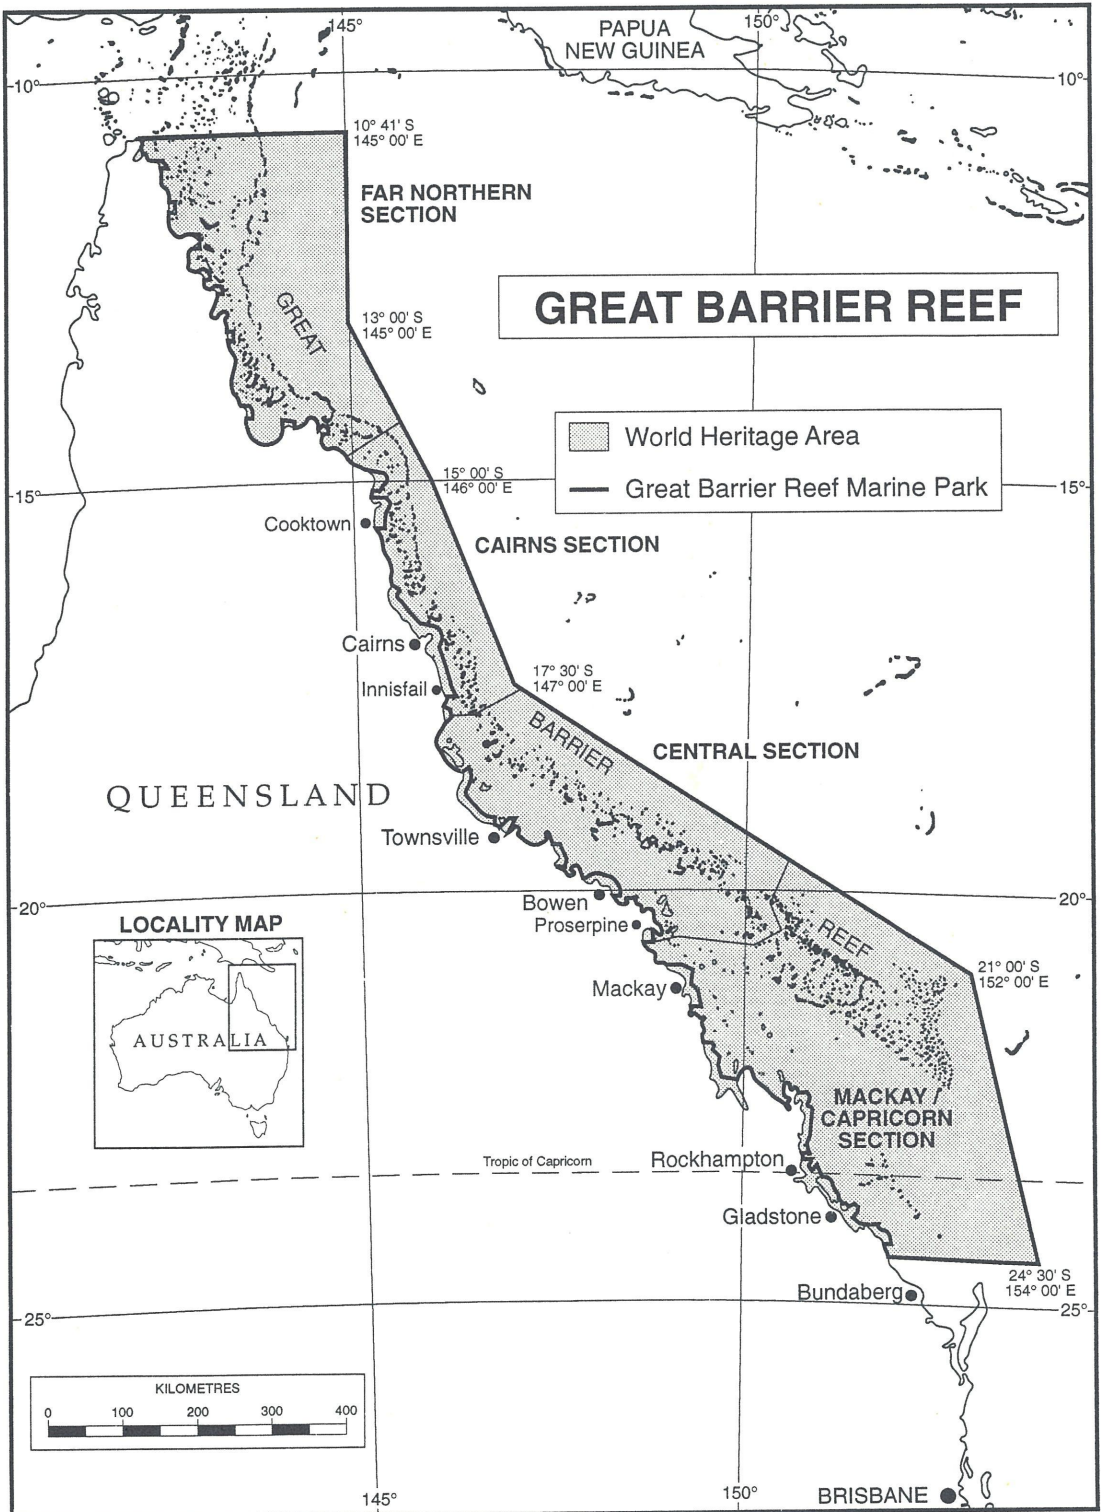 145°
150°
PAPUA
NEW GUINEA
10°
10°
10° 41' S
145° 00' E
FAR NORTHERN
SECTION
GREAT BARRIER REEF
GREAT
13° 00' S
145° 00' E
World Heritage Area
Great Barrier Reef Marine Park
15° 00' S
146° 00' E
15°
15°
Cooktown
CAIRNS SECTION
Cairns
Innisfail
17° 30' S
147° 00' E
BARRIER
CENTRAL SECTION
QUEENSLAND
Townsville
Bowen
Proserpine
20°
20°
LOCALITY MAP
AUSTRALIA
REEF
21° 00' S
152° 00' E
Mackay
MACKAY /
CAPRICORN
SECTION
Tropic of Capricorn
Rockhampton
Gladstone
24° 30' S
154° 00' E
Bundaberg
25°
25°
KILOMETRES
0 100 200 300 400
145°
150°
BRISBANE